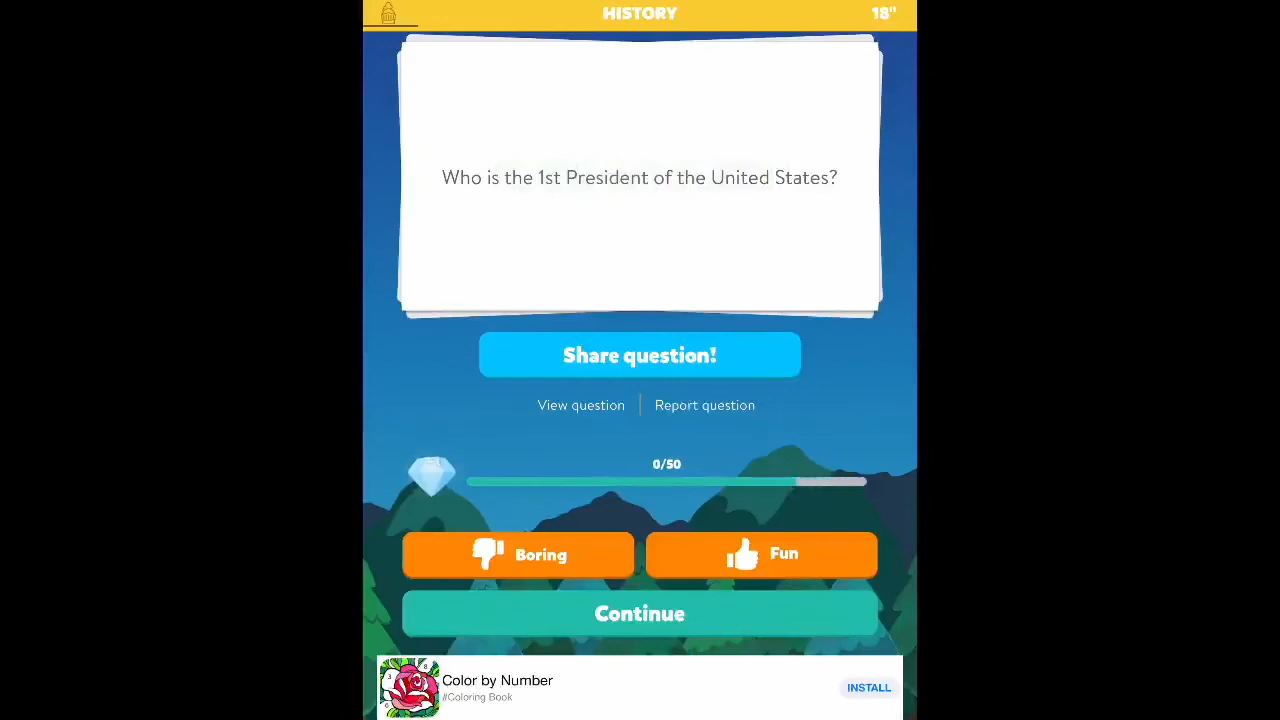 HISTORY
18"
Who is the 1st President of the United States?
Share question!
View question
Report question
0/50
Boring
Fun
Continue
Color by Number
#Coloring Book
INSTALL